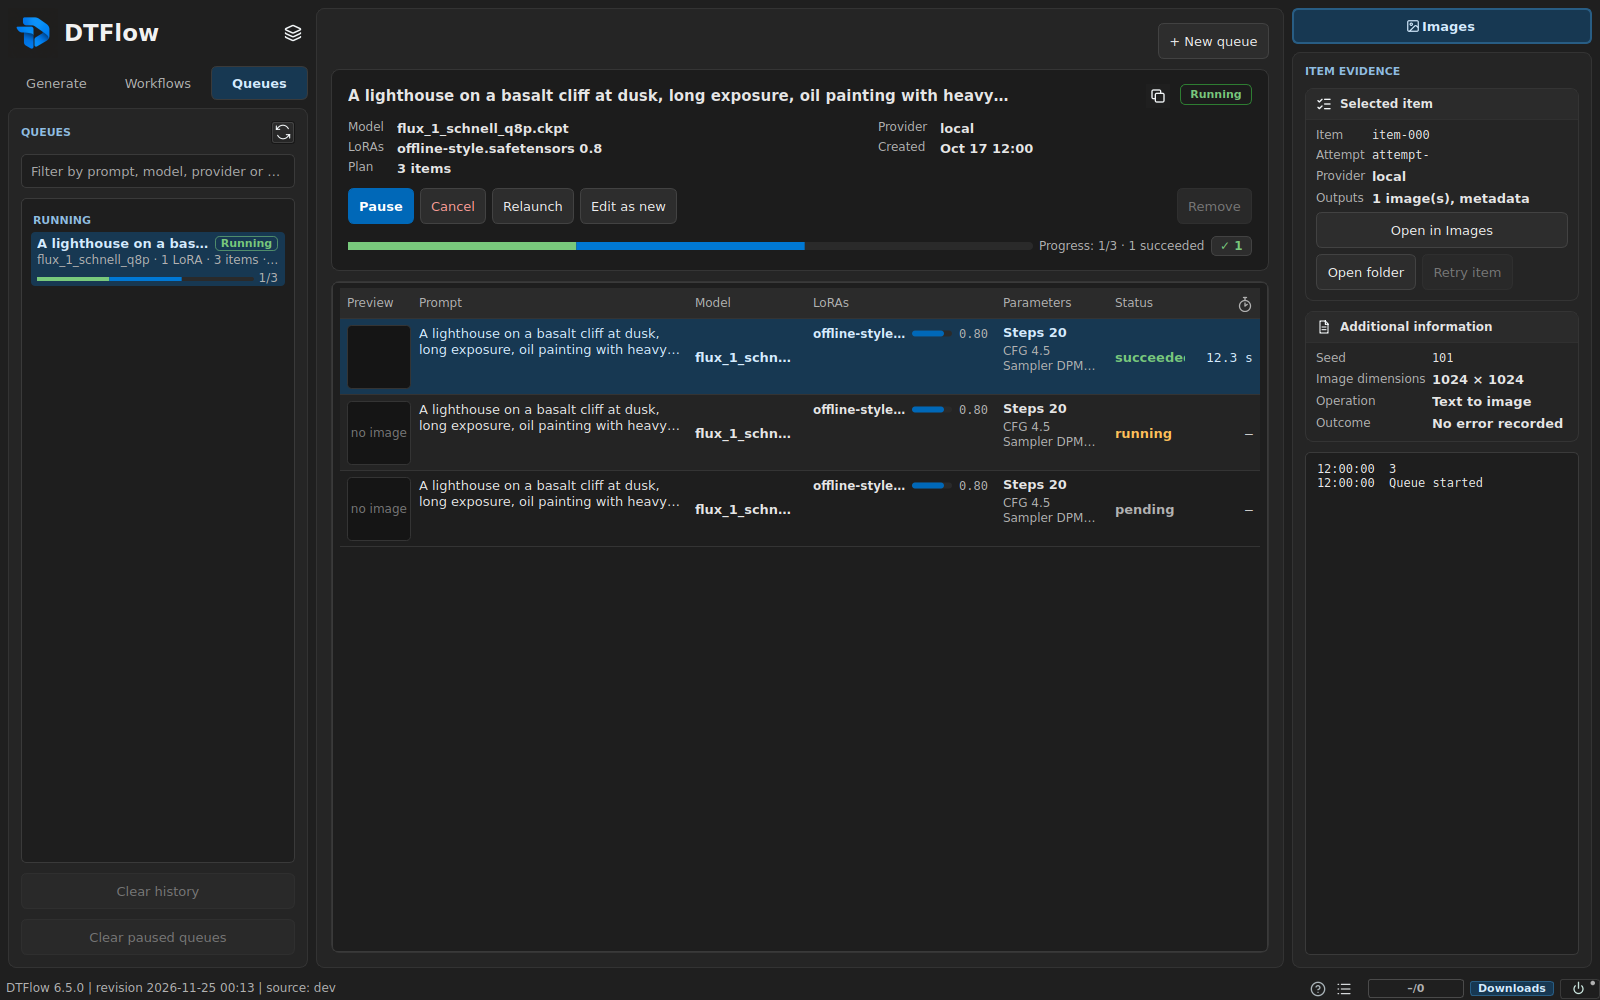 DTFlow
Generate
Workflows
Queues
QUEUES
Filter by prompt, model, provider or …
RUNNING
A lighthouse on a bas…
Running
flux_1_schnell_q8p · 1 LoRA · 3 items ·…
1/3
Clear history
Clear paused queues
+ New queue
A lighthouse on a basalt cliff at dusk, long exposure, oil painting with heavy…
Running
Model flux_1_schnell_q8p.ckpt
Provider local
LoRAs offline-style.safetensors 0.8
Created Oct 17 12:00
Plan 3 items
Pause
Cancel
Relaunch
Edit as new
Remove
Progress: 1/3 · 1 succeeded
✓ 1
Preview Prompt Model LoRAs Parameters Status
A lighthouse on a basalt cliff at dusk,
long exposure, oil painting with heavy…
flux_1_schn…
offline-style… 0.80
Steps 20
CFG 4.5
Sampler DPM…
succeeded
12.3 s
no image
A lighthouse on a basalt cliff at dusk,
long exposure, oil painting with heavy…
flux_1_schn…
offline-style… 0.80
Steps 20
CFG 4.5
Sampler DPM…
running
–
no image
A lighthouse on a basalt cliff at dusk,
long exposure, oil painting with heavy…
flux_1_schn…
offline-style… 0.80
Steps 20
CFG 4.5
Sampler DPM…
pending
–
Images
ITEM EVIDENCE
Selected item
Item item-000
Attempt attempt-
Provider local
Outputs 1 image(s), metadata
Open in Images
Open folder
Retry item
Additional information
Seed 101
Image dimensions 1024 × 1024
Operation Text to image
Outcome No error recorded
12:00:00 3
12:00:00 Queue started
DTFlow 6.5.0 | revision 2026-11-25 00:13 | source: dev
–/0
Downloads